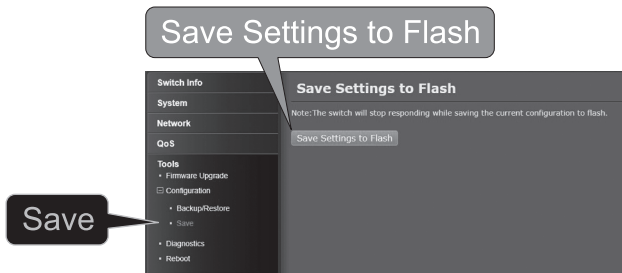 Save Settings to Flash
Switch Info
System
Network
QoS
Tools
• Firmware Upgrade
Configuration
• Backup/Restore
• Save
• Diagnostics
• Reboot
Save Settings to Flash
Note:The switch will stop responding while saving the current configuration to flash.
Save Settings to Flash
Save